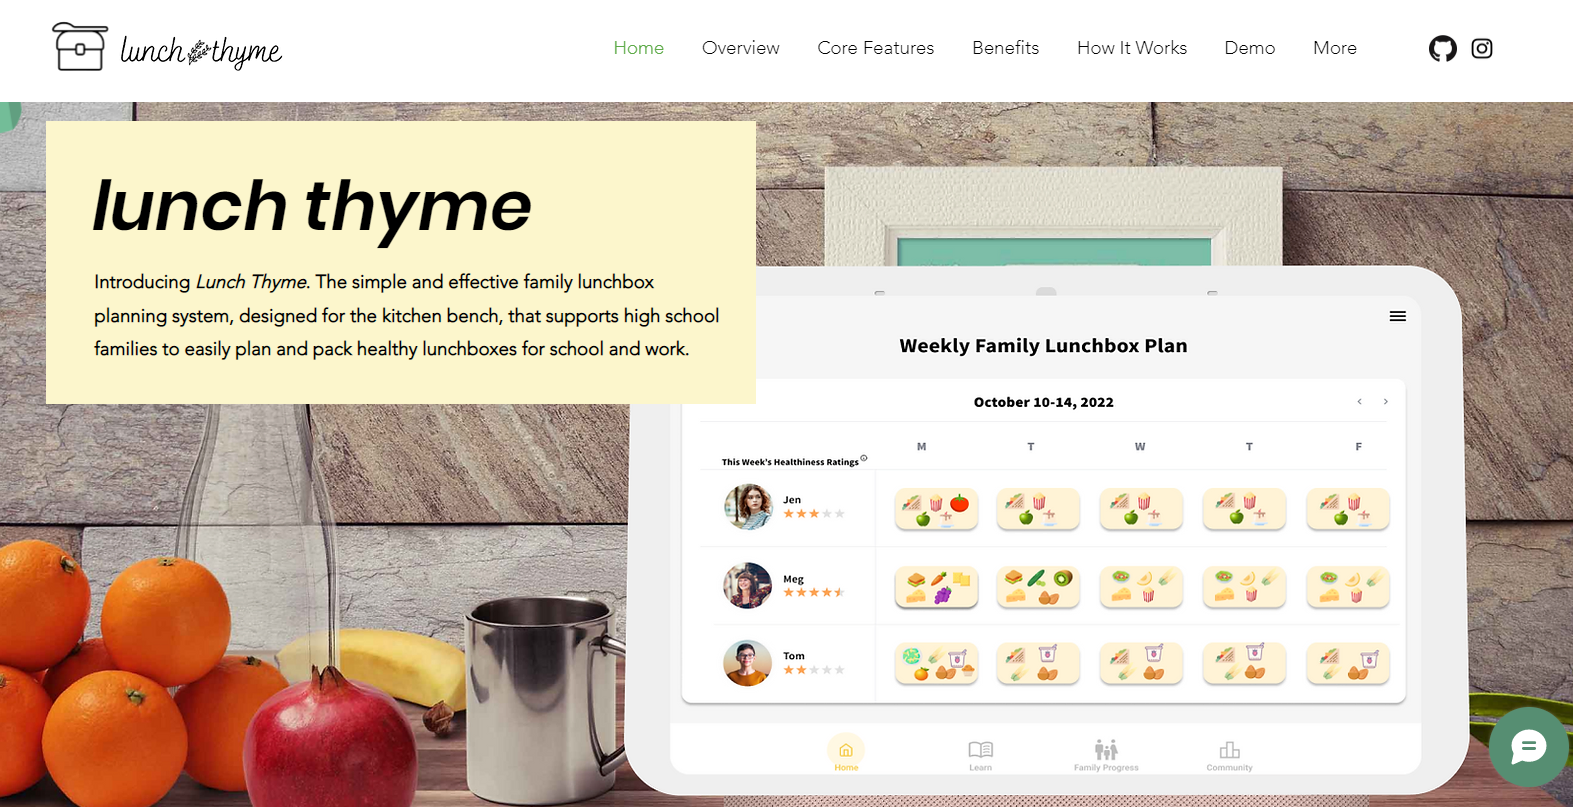 lunch thyme
Home Overview Core Features Benefits How It Works Demo More
lunch thyme
Introducing Lunch Thyme. The simple and effective family lunchbox
planning system, designed for the kitchen bench, that supports high school
families to easily plan and pack healthy lunchboxes for school and work.
Weekly Family Lunchbox Plan
October 10-14, 2022
< >
M T W T F
This Week's Healthiness Ratings
Jen
Meg
Tom
Home Learn Family Progress Community